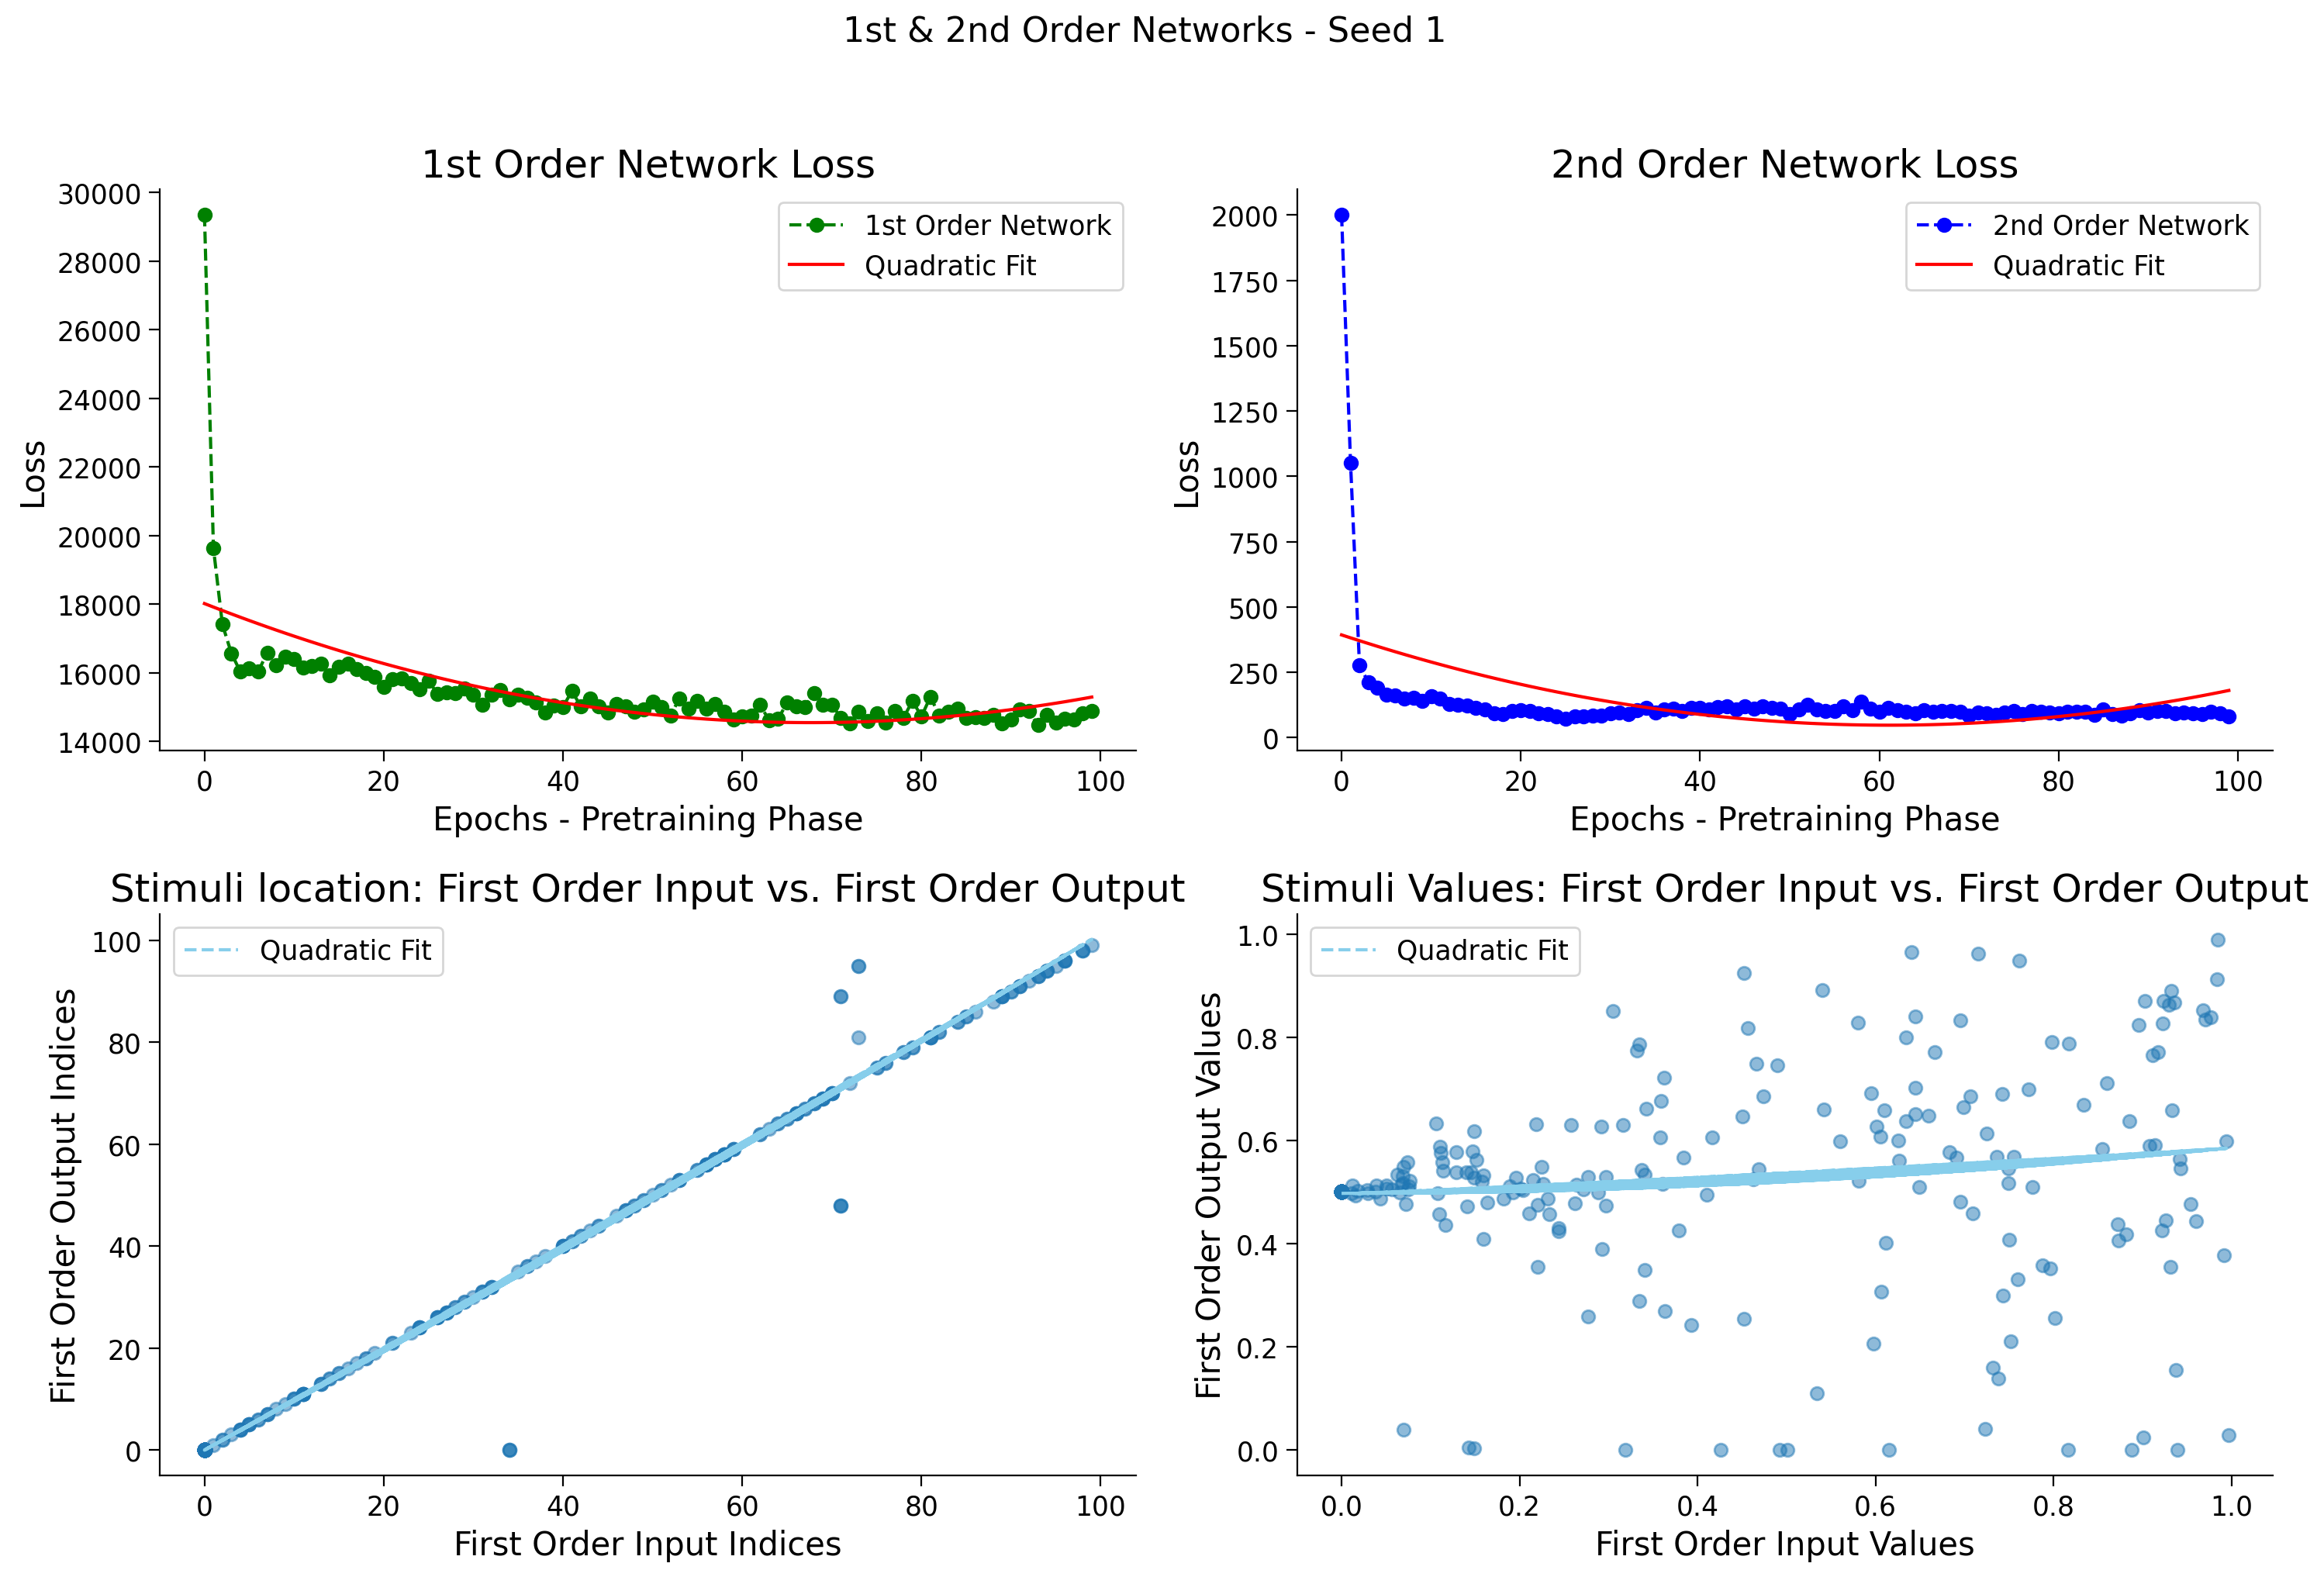 1st & 2nd Order Networks - Seed 1
1st Order Network Loss
30000
28000
26000
24000
22000
20000
18000
16000
14000
Loss
1st Order Network
Quadratic Fit
0 20 40 60 80 100
Epochs - Pretraining Phase
2nd Order Network Loss
2000
1750
1500
1250
1000
750
500
250
0
Loss
2nd Order Network
Quadratic Fit
0 20 40 60 80 100
Epochs - Pretraining Phase
Stimuli location: First Order Input vs. First Order Output
100
80
60
40
20
0
First Order Output Indices
Quadratic Fit
0 20 40 60 80 100
First Order Input Indices
Stimuli Values: First Order Input vs. First Order Output
1.0
0.8
0.6
0.4
0.2
0.0
First Order Output Values
Quadratic Fit
0.0 0.2 0.4 0.6 0.8 1.0
First Order Input Values